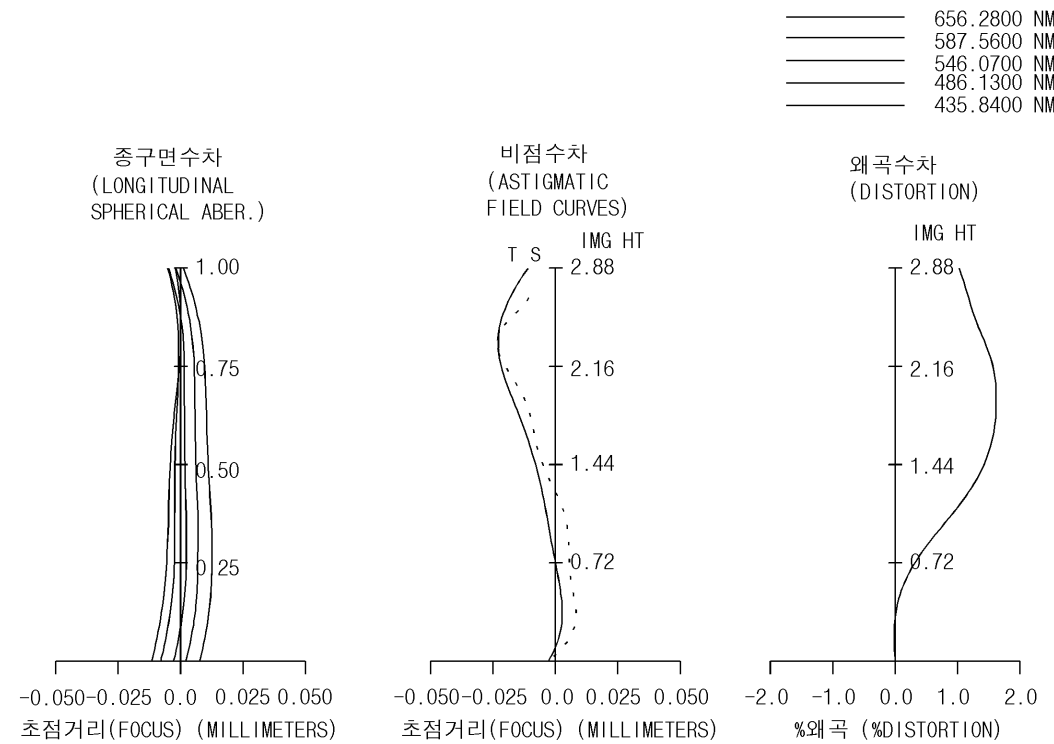 656.2800 NM
587.5600 NM
546.0700 NM
486.1300 NM
435.8400 NM
종구면수차
(LONGITUDINAL
SPHERICAL ABER.)
1.00
0.75
0.50
0.25
-0.050-0.025 0.0 0.025 0.050
초점거리(FOCUS) (MILLIMETERS)
비점수차
(ASTIGMATIC
FIELD CURVES)
IMG HT
T S
2.88
2.16
1.44
0.72
-0.050-0.025 0.0 0.025 0.050
초점거리(FOCUS) (MILLIMETERS)
왜곡수차
(DISTORTION)
IMG HT
2.88
2.16
1.44
0.72
-2.0 -1.0 0.0 1.0 2.0
%왜곡 (%DISTORTION)